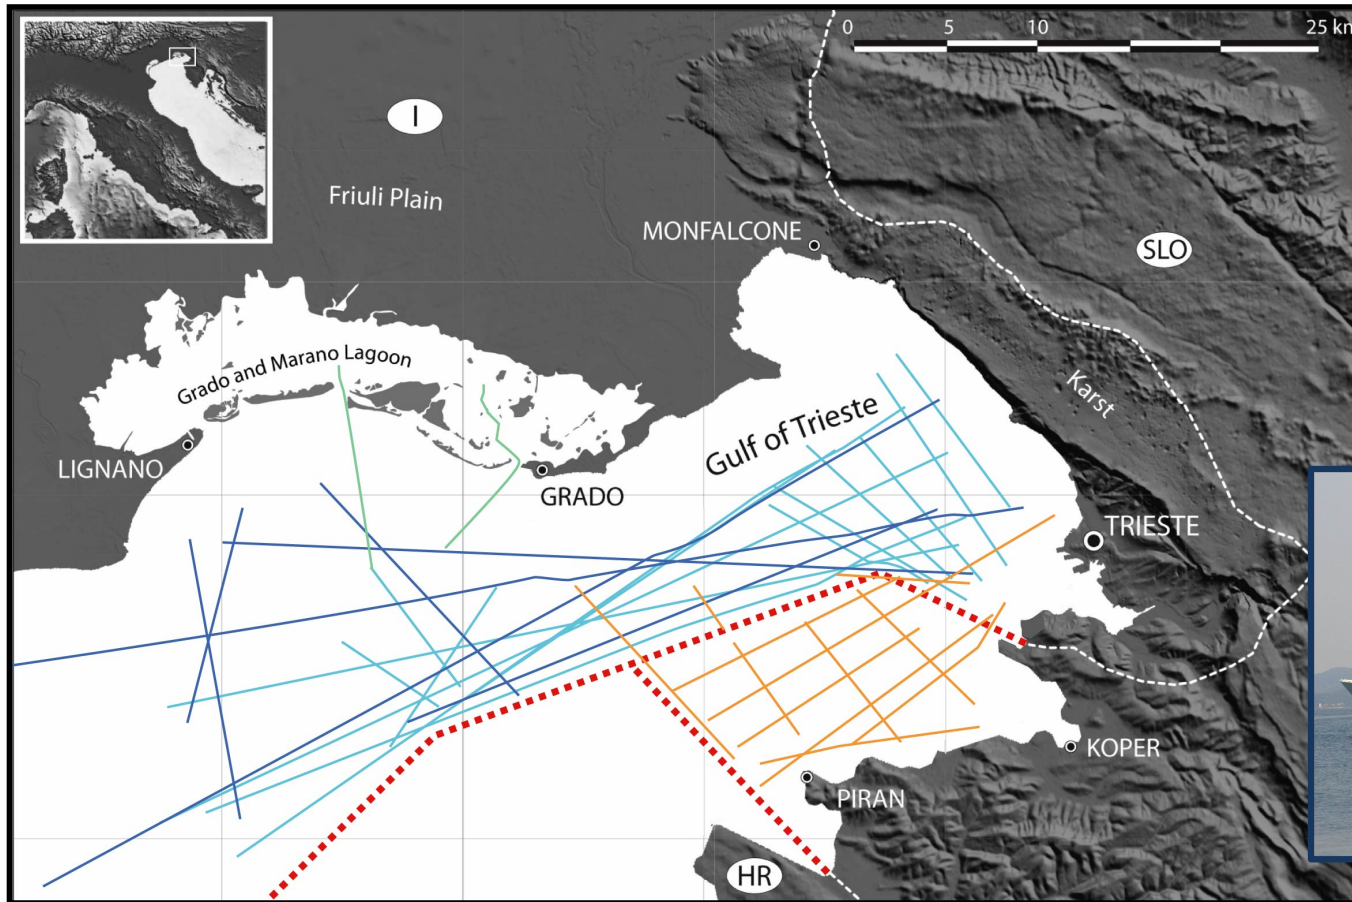 0 5 10 25 km
I
Friuli Plain
MONFALCONE
SLO
Grado and Marano Lagoon
Karst
Gulf of Trieste
LIGNANO
GRADO
TRIESTE
KOPER
PIRAN
HR